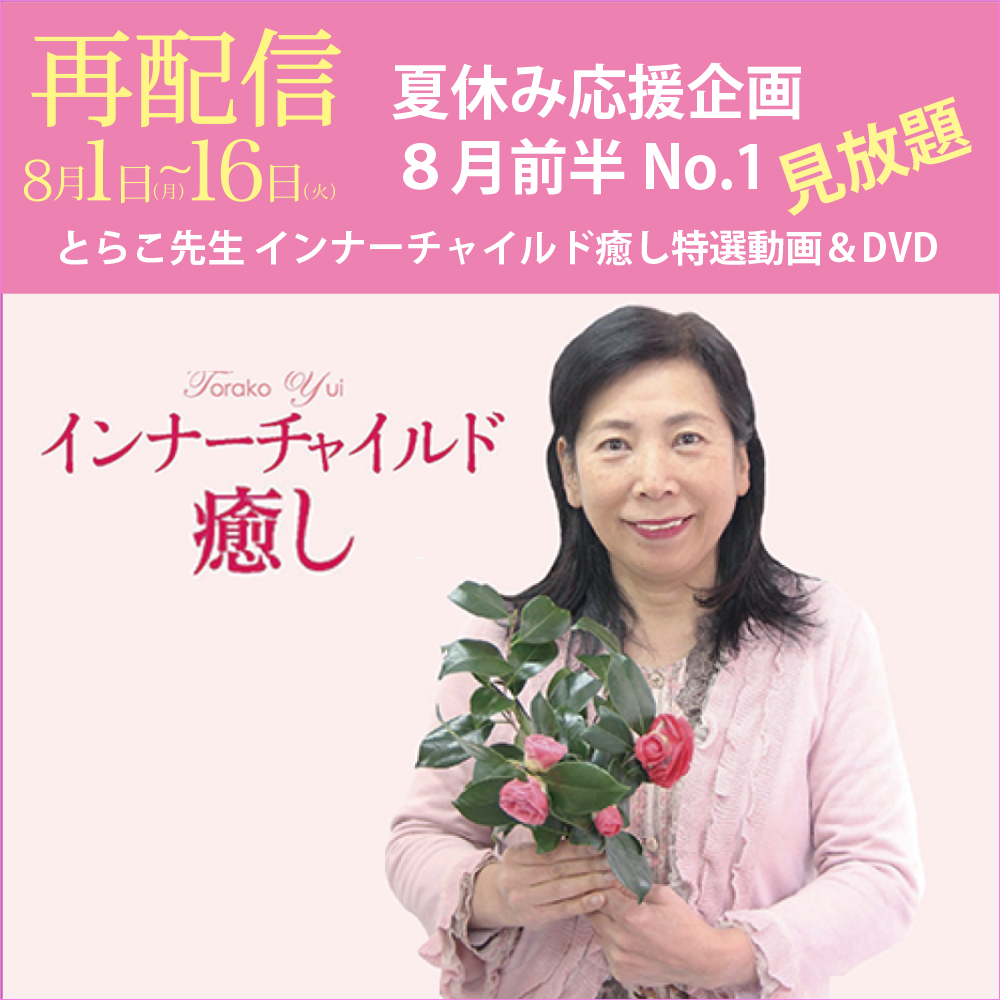 再配信
8月1日(月)~16日(火)
夏休み応援企画
8月前半 No.1
見放題
とらこ先生 インナーチャイルド癒し特選動画&DVD
Torako Yui
インナーチャイルド
癒し